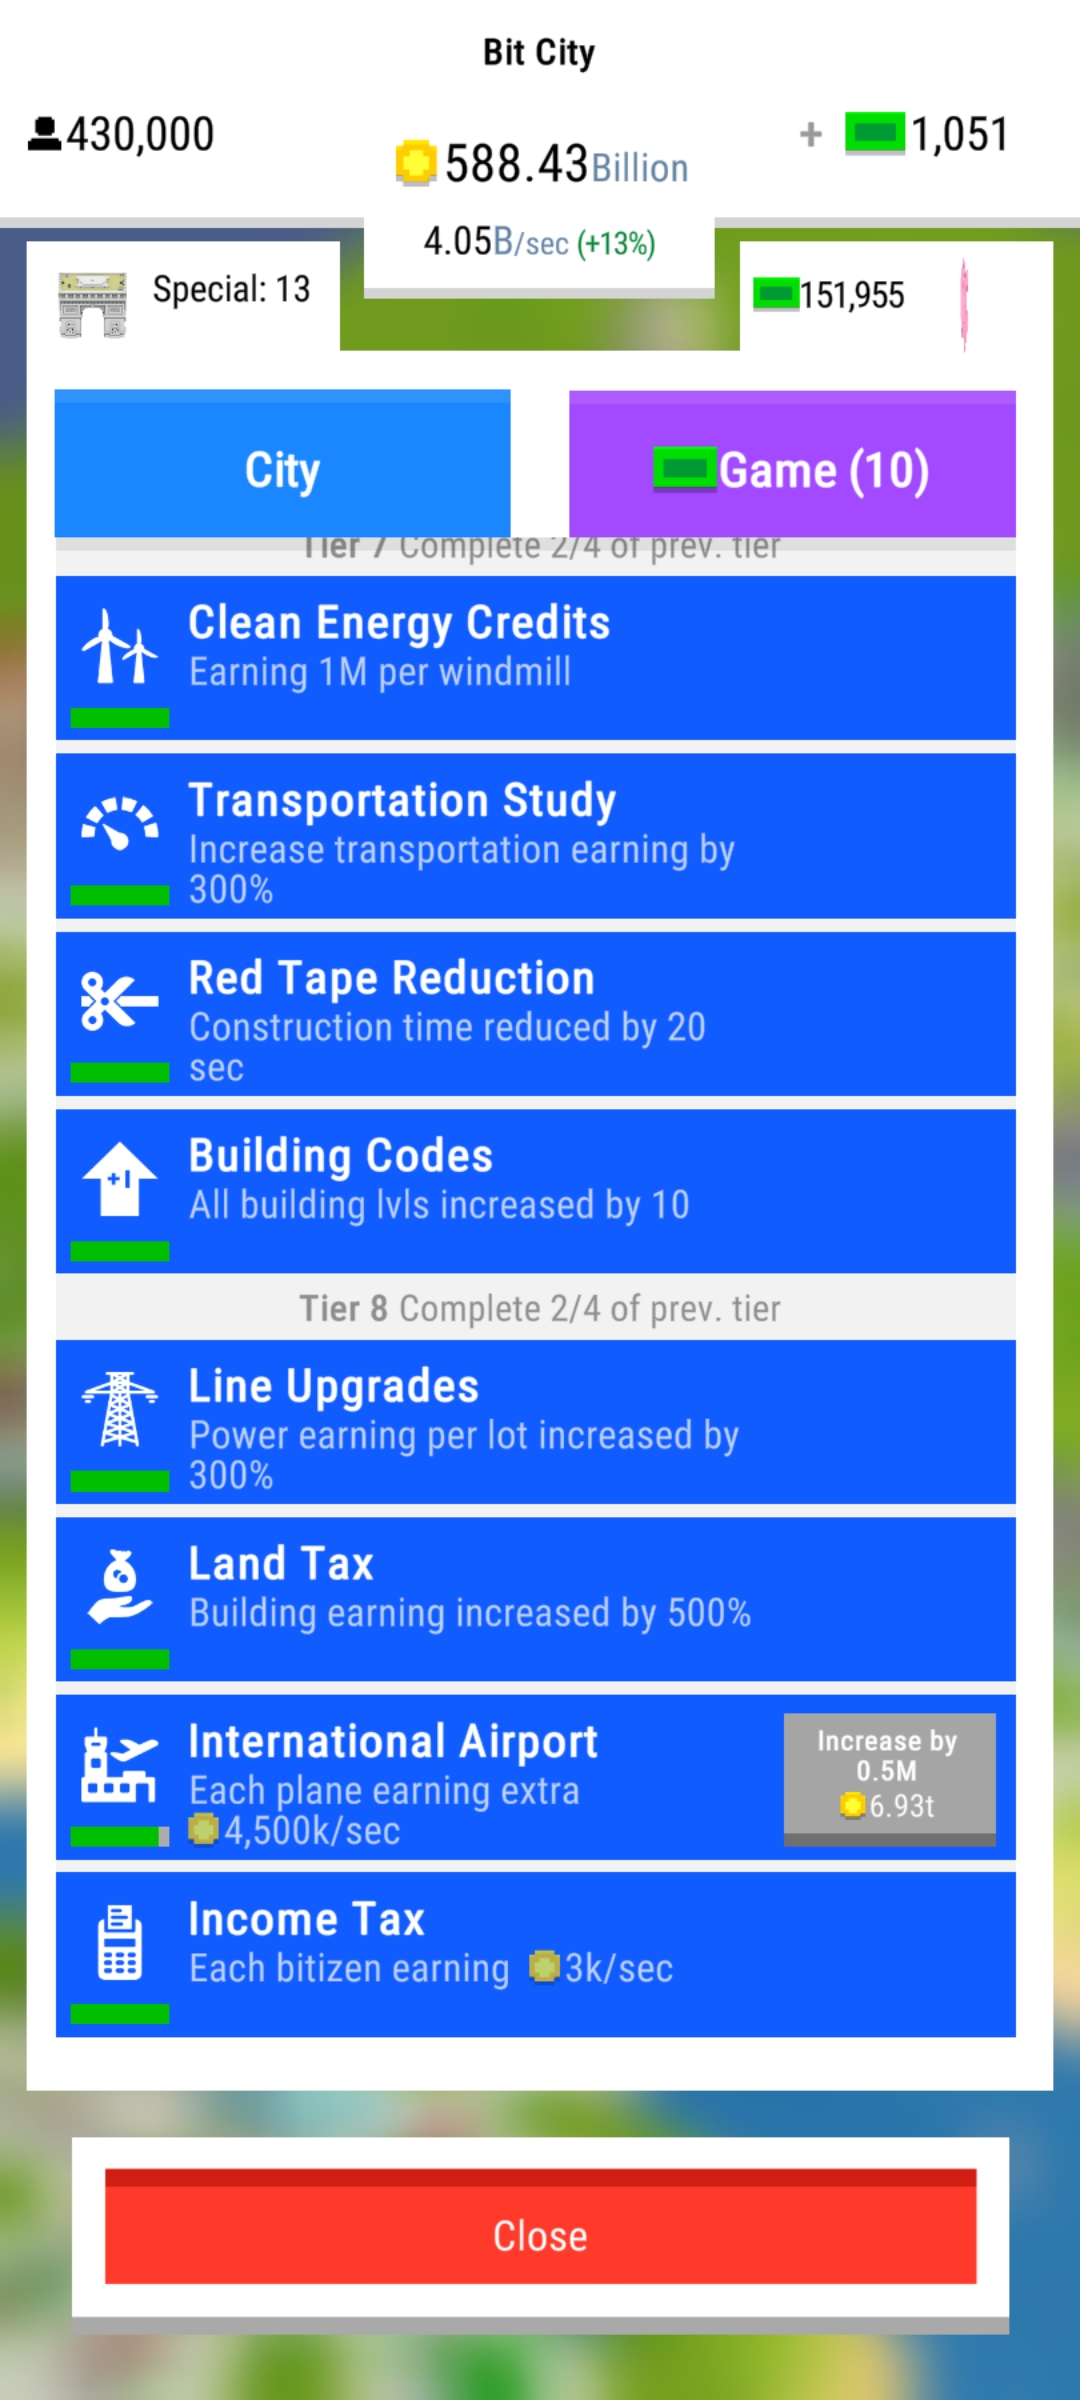 Bit City
430,000
588.43Billion
+ 1,051
4.05B/sec (+13%)
Special: 13
151,955
City
Game (10)
Tier 7 Complete 2/4 of prev. tier
Clean Energy Credits
Earning 1M per windmill
Transportation Study
Increase transportation earning by
300%
Red Tape Reduction
Construction time reduced by 20
sec
Building Codes
+1
All building lvls increased by 10
Tier 8 Complete 2/4 of prev. tier
Line Upgrades
Power earning per lot increased by
300%
Land Tax
Building earning increased by 500%
International Airport
Each plane earning extra
4,500k/sec
Increase by
0.5M
6.93t
Income Tax
Each bitizen earning 3k/sec
Close